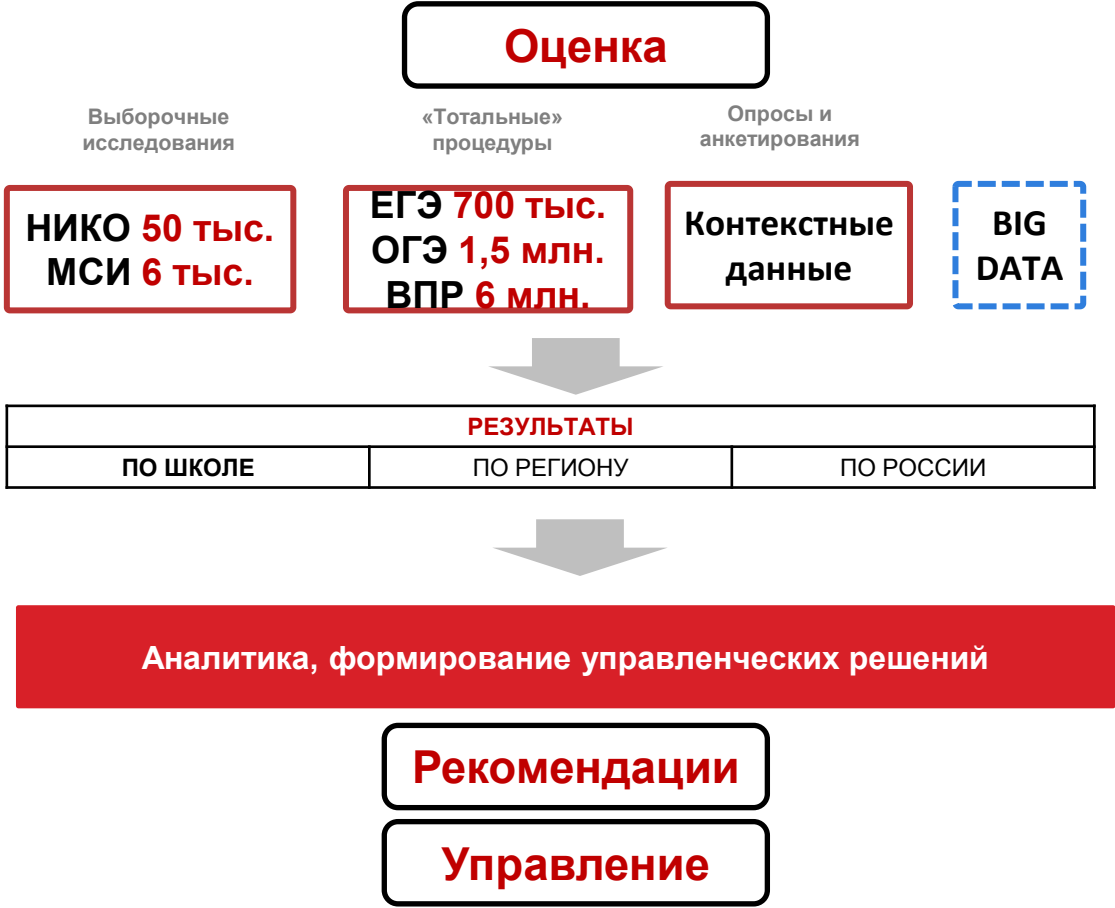 Оценка
Выборочные
исследования
«Тотальные»
процедуры
Опросы и
анкетирования
НИКО 50 тыс.
МСИ 6 тыс.
ЕГЭ 700 тыс.
ОГЭ 1,5 млн.
ВПР 6 млн.
Контекстные
данные
BIG
DATA
РЕЗУЛЬТАТЫ
ПО ШКОЛЕ
ПО РЕГИОНУ
ПО РОССИИ
Аналитика, формирование управленческих решений
Рекомендации
Управление